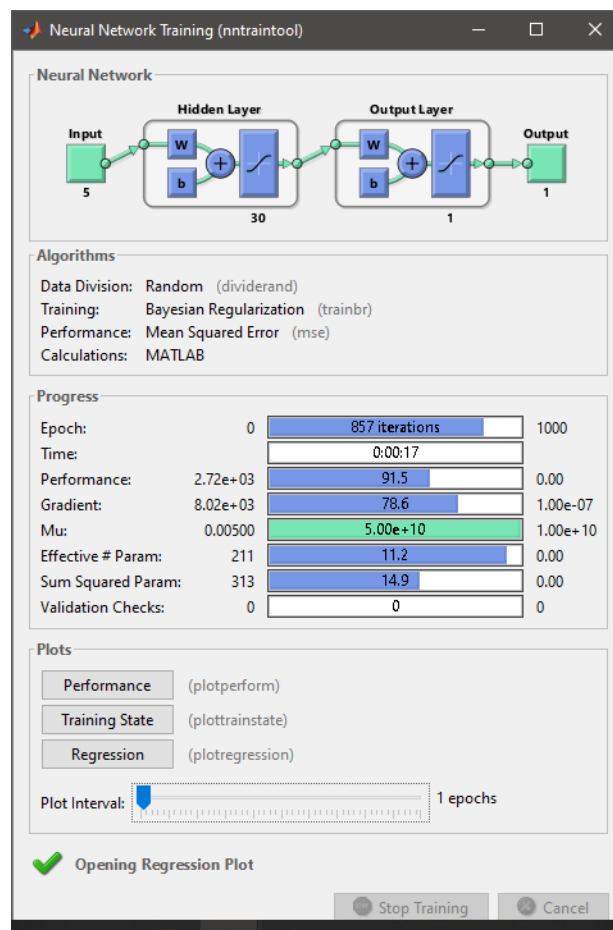 Neural Network Training (nntraintool)
Neural Network
Hidden Layer Output Layer
Input Output
W W
b b
5 30 1 1
Algorithms
Data Division: Random (dividerand)
Training: Bayesian Regularization (trainbr)
Performance: Mean Squared Error (mse)
Calculations: MATLAB
Progress
Epoch: 0 857 iterations 1000
Time: 0:00:17
Performance: 2.72e+03 91.5 0.00
Gradient: 8.02e+03 78.6 1.00e-07
Mu: 0.00500 5.00e+10 1.00e+10
Effective # Param: 211 11.2 0.00
Sum Squared Param: 313 14.9 0.00
Validation Checks: 0 0 0
Plots
Performance (plotperform)
Training State (plottrainstate)
Regression (plotregression)
Plot Interval: 1 epochs
Opening Regression Plot
Stop Training Cancel